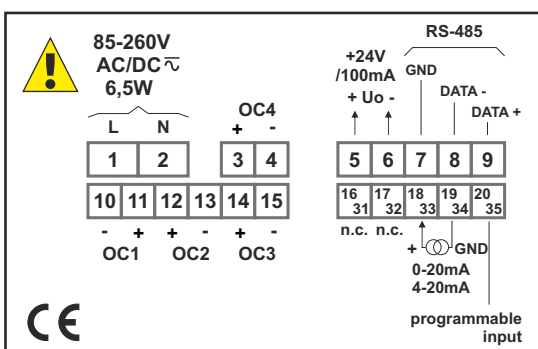 85-260V
AC/DC
6,5W
L N
1 2
OC4
+ -
3 4
10 11 12 13 14 15
- + + - + -
OC1 OC2 OC3
CE
RS-485
+24V
/100mA
GND
DATA -
DATA +
+ Uo -
5 6 7 8 9
16 17 18 19 20
31 32 33 34 35
n.c. n.c.
+ GND
0-20mA
4-20mA
programmable
input